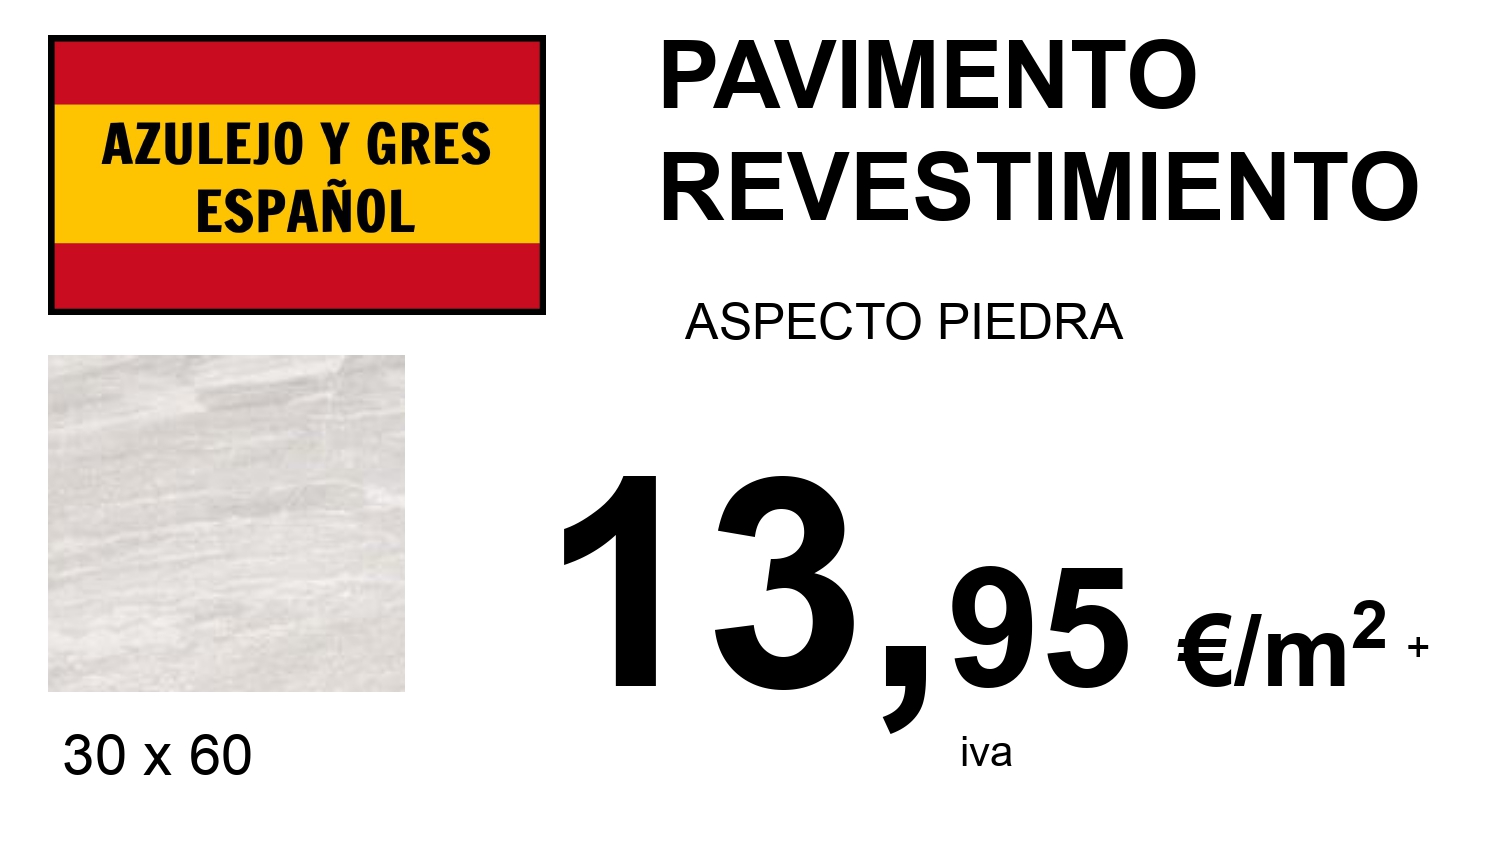 AZULEJO Y GRES
ESPAÑOL
PAVIMENTO
REVESTIMIENTO
ASPECTO PIEDRA
13,95 €/m² +
iva
30 x 60